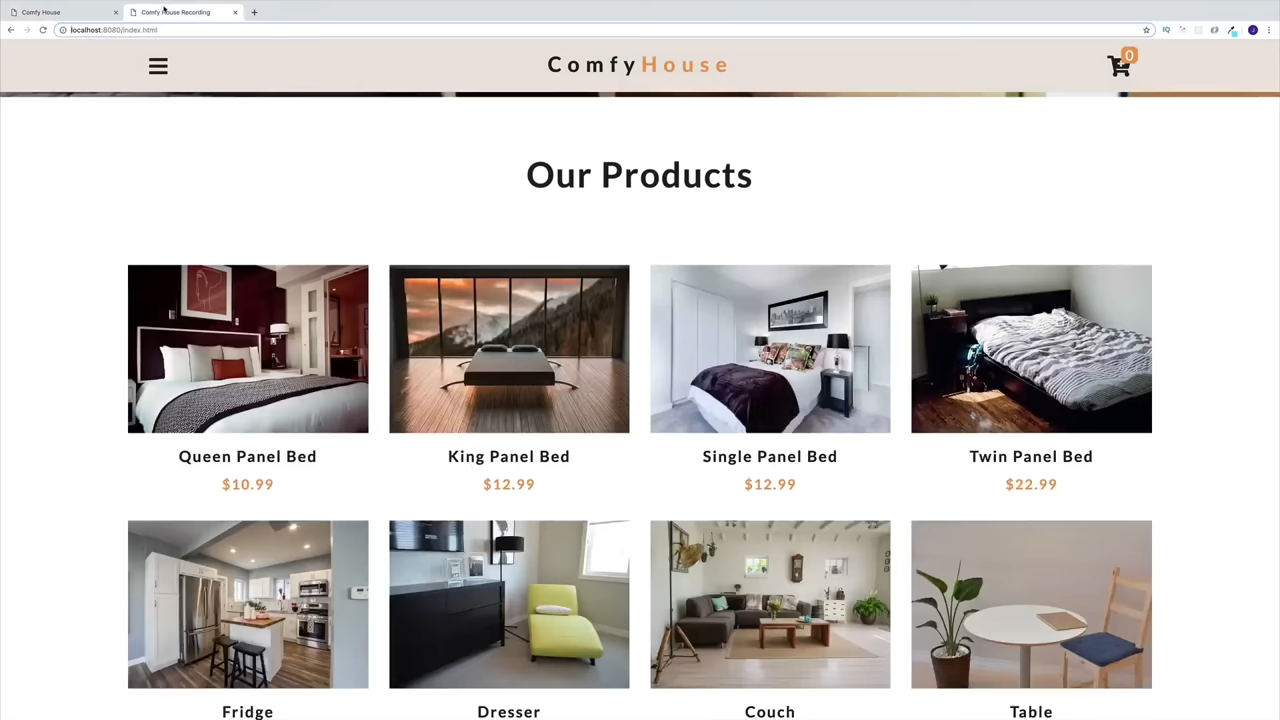 Comfy House
Comfy House Recording
localhost:8080/index.html
ComfyHouse
0
Our Products
Queen Panel Bed
King Panel Bed
Single Panel Bed
Twin Panel Bed
$10.99
$12.99
$12.99
$22.99
Fridge
Dresser
Couch
Table